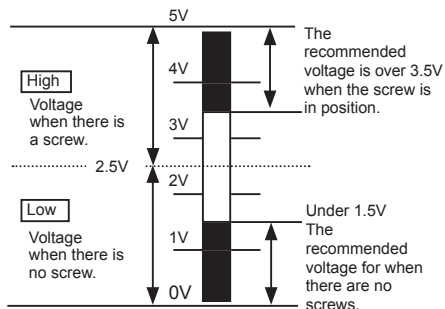 5V
The
recommended
voltage is over 3.5V
when the screw is
in position.
4V
High
Voltage
when there is
a screw.
3V
2.5V
2V
Low
Under 1.5V
The
recommended
voltage for when
there are no
screws.
Voltage
when there is
no screw.
1V
0V